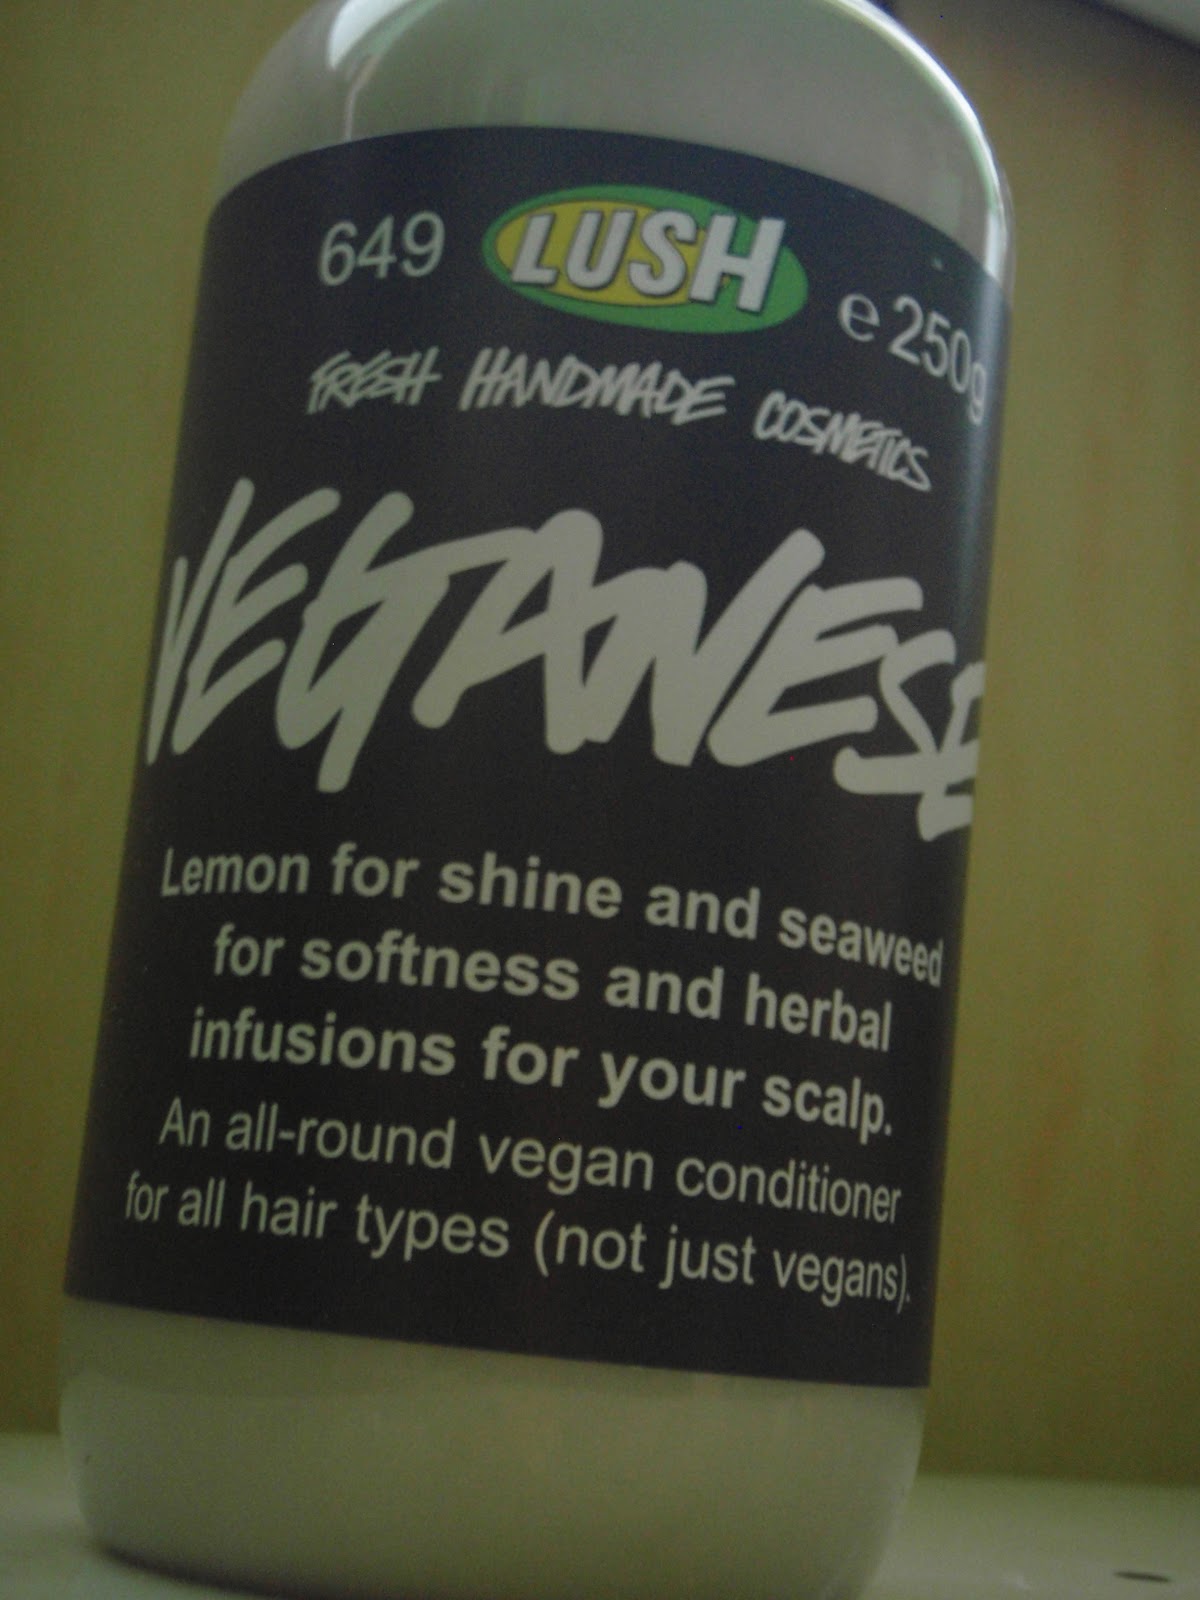 649 LUSH e 250g
FRESH HANDMADE COSMETICS
VEGANESE
Lemon for shine and seaweed
for softness and herbal
infusions for your scalp.
An all-round vegan conditioner
for all hair types (not just vegans).